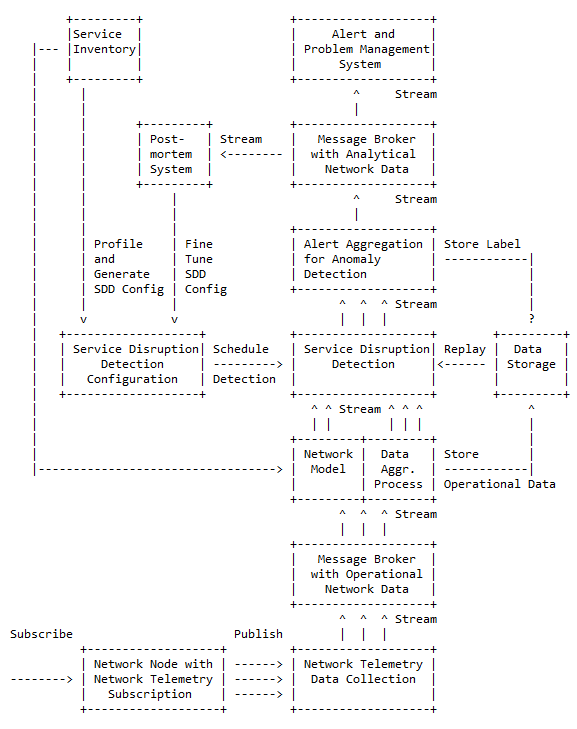 Service
Inventory
Alert and
Problem Management
System
^ Stream
Post-
mortem
System
Stream
<--------
Message Broker
with Analytical
Network Data
^ Stream
Profile
and
Generate
SDD Config
Fine
Tune
SDD
Config
Alert Aggregation
for Anomaly
Detection
Store Label
^ ^ ^ Stream
v v ?
Service Disruption
Detection
Configuration
Schedule
-------->
Detection
Service Disruption
Detection
Replay
<------
Data
Storage
^ ^ Stream ^ ^ ^ ^
Network
Model
Data
Aggr.
Process
Store
Operational Data
^ ^ ^ Stream
Message Broker
with Operational
Network Data
^ ^ ^ Stream
Subscribe
Publish
Network Node with
Network Telemetry
Subscription
Network Telemetry
Data Collection